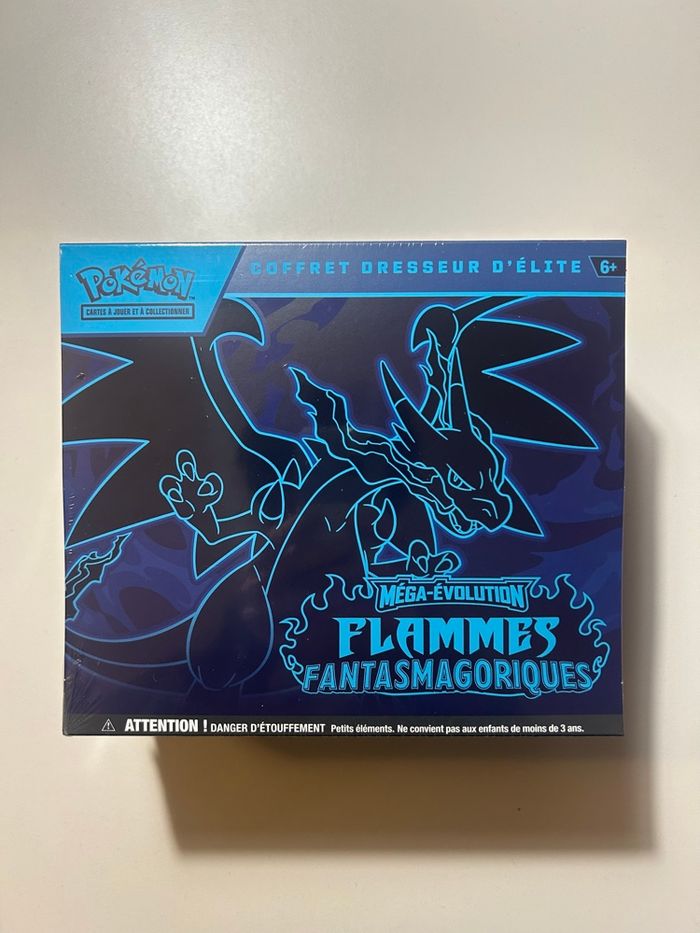 POKÉMON™
CARTES À JOUER ET À COLLECTIONNER
COFFRET DRESSEUR D'ÉLITE
6+
MÉGA-ÉVOLUTION
FLAMMES
FANTASMAGORIQUES
ATTENTION ! DANGER D'ÉTOUFFEMENT Petits éléments. Ne convient pas aux enfants de moins de 3 ans.